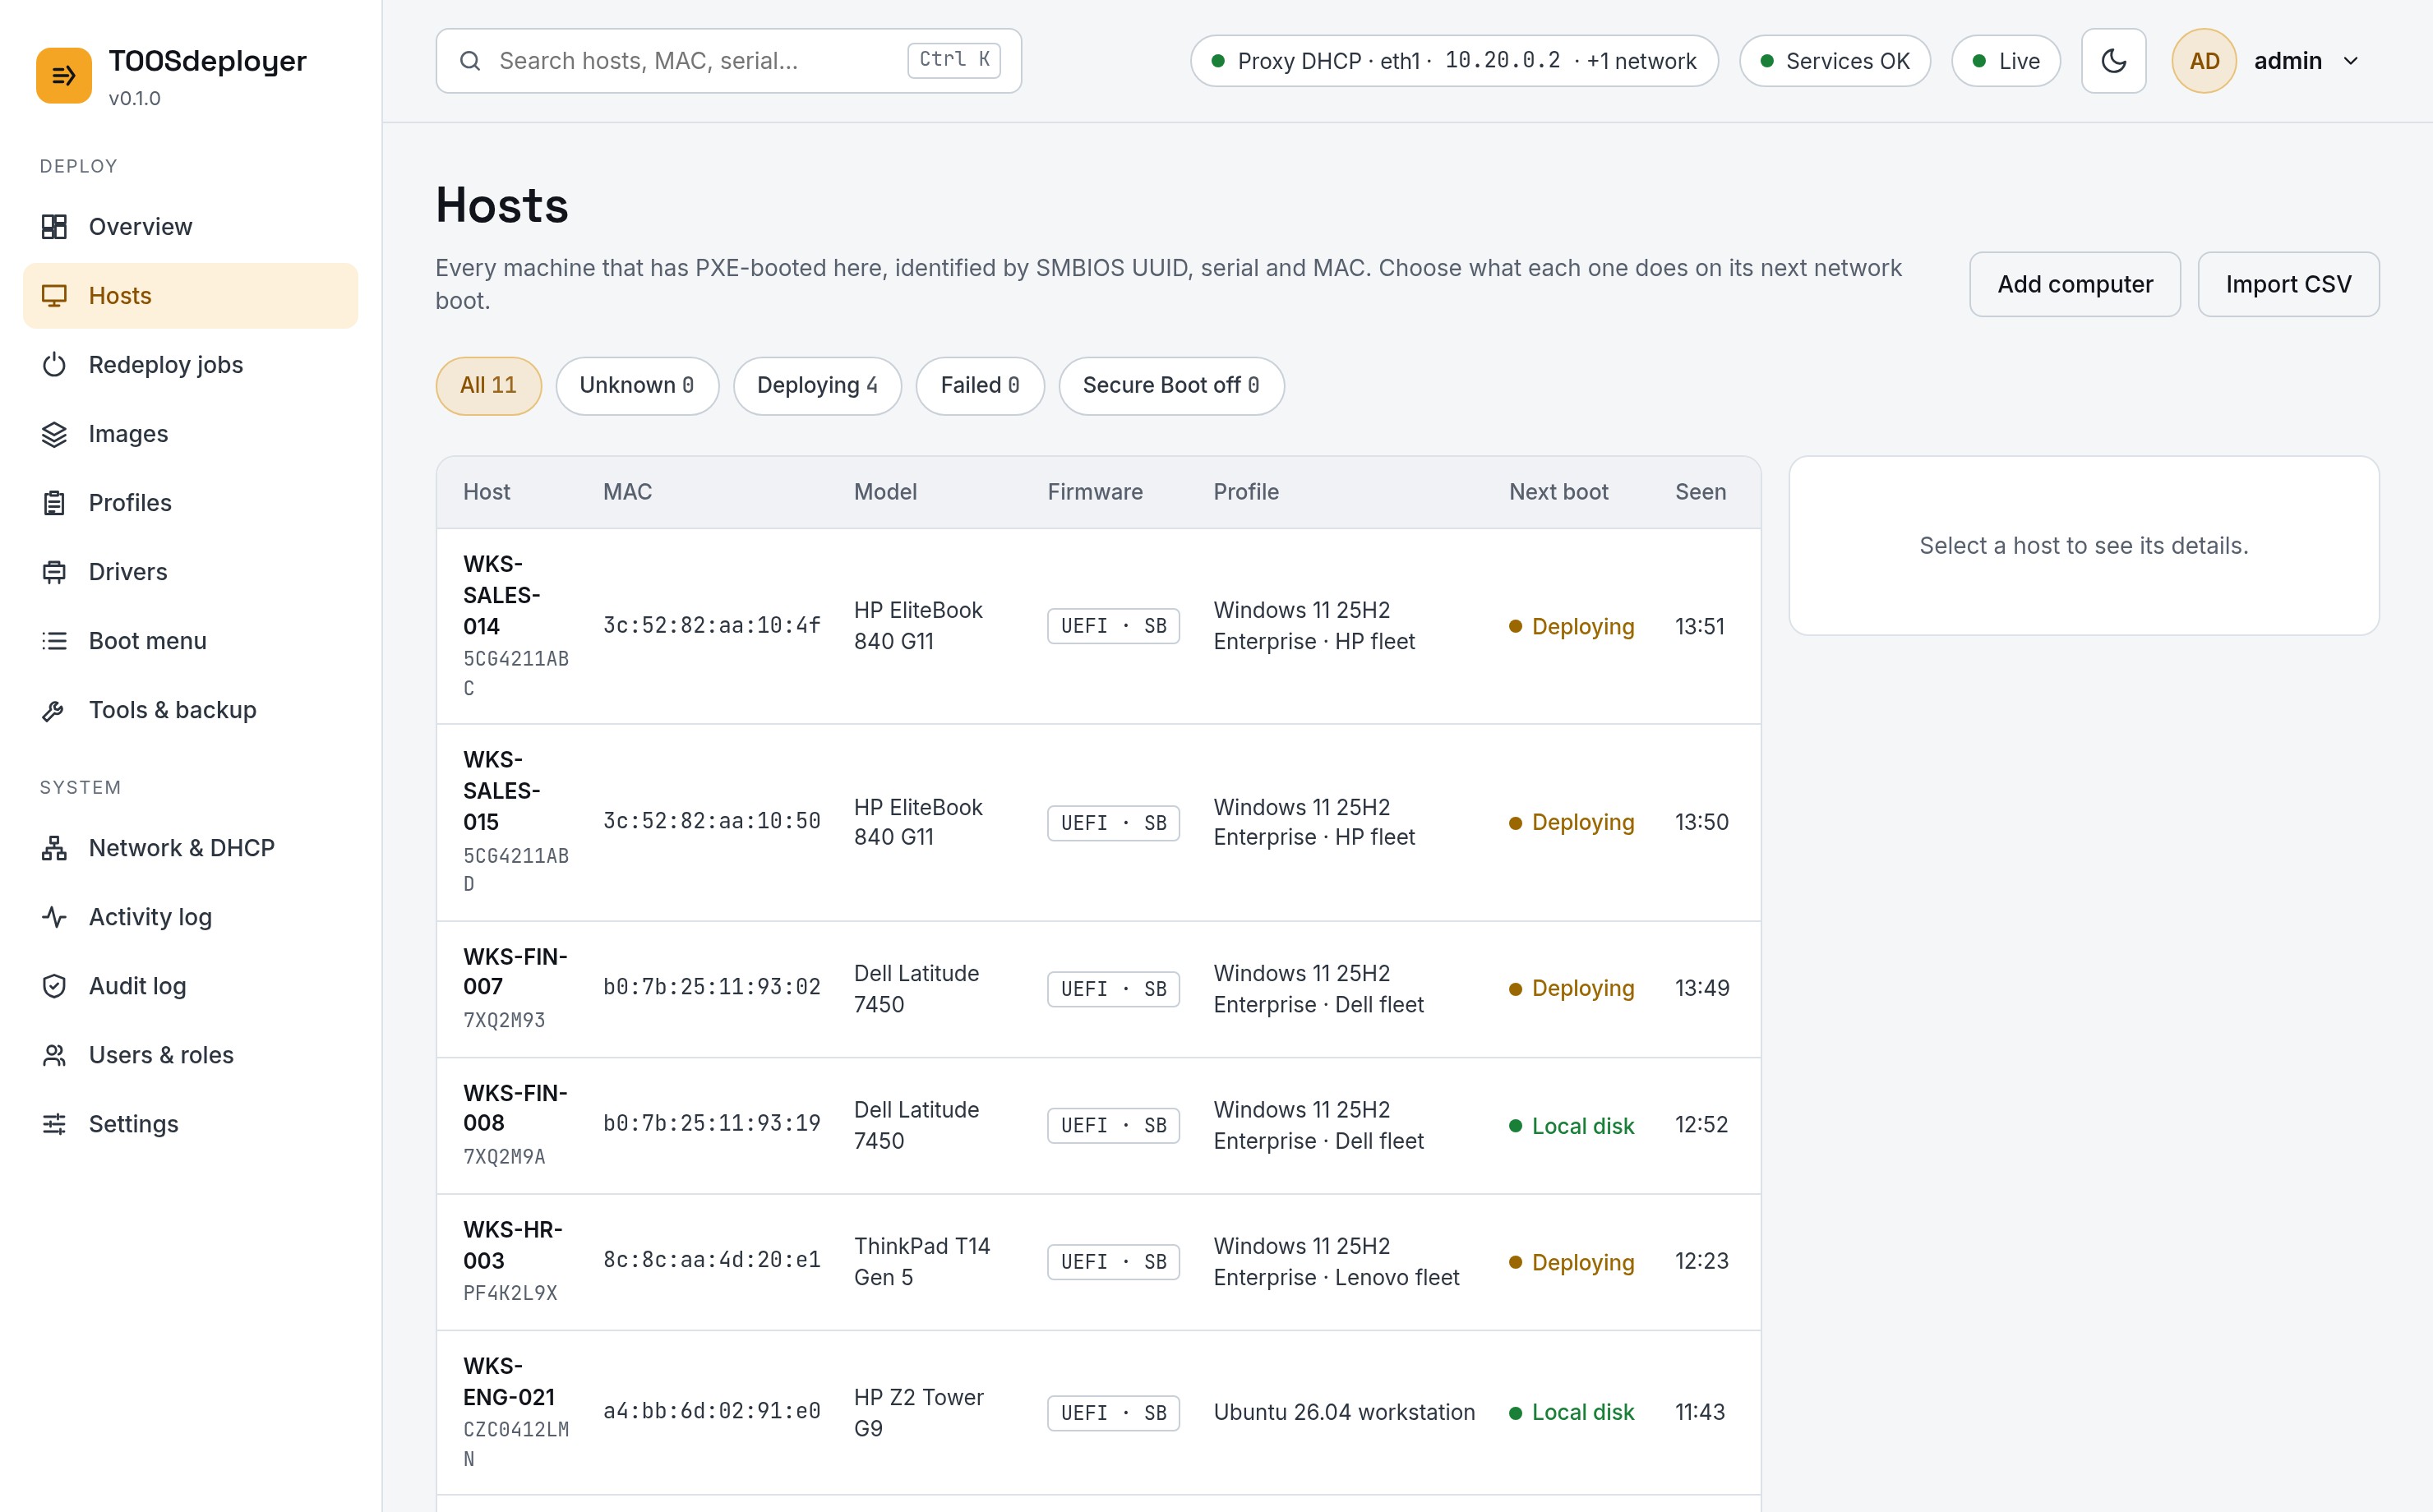 TOOSdeployer
v0.1.0
DEPLOY
Overview
Hosts
Redeploy jobs
Images
Profiles
Drivers
Boot menu
Tools & backup
SYSTEM
Network & DHCP
Activity log
Audit log
Users & roles
Settings
Search hosts, MAC, serial...
Ctrl K
Proxy DHCP · eth1 · 10.20.0.2 · +1 network
Services OK
Live
AD
admin
Hosts
Every machine that has PXE-booted here, identified by SMBIOS UUID, serial and MAC. Choose what each one does on its next network
boot.
Add computer
Import CSV
All 11
Unknown 0
Deploying 4
Failed 0
Secure Boot off 0
Host MAC Model Firmware Profile Next boot Seen
WKS-
SALES-
014
5CG4211AB
C
3c:52:82:aa:10:4f
HP EliteBook
840 G11
UEFI · SB
Windows 11 25H2
Enterprise · HP fleet
Deploying
13:51
WKS-
SALES-
015
5CG4211AB
D
3c:52:82:aa:10:50
HP EliteBook
840 G11
UEFI · SB
Windows 11 25H2
Enterprise · HP fleet
Deploying
13:50
WKS-FIN-
007
7XQ2M93
b0:7b:25:11:93:02
Dell Latitude
7450
UEFI · SB
Windows 11 25H2
Enterprise · Dell fleet
Deploying
13:49
WKS-FIN-
008
7XQ2M9A
b0:7b:25:11:93:19
Dell Latitude
7450
UEFI · SB
Windows 11 25H2
Enterprise · Dell fleet
Local disk
12:52
WKS-HR-
003
PF4K2L9X
8c:8c:aa:4d:20:e1
ThinkPad T14
Gen 5
UEFI · SB
Windows 11 25H2
Enterprise · Lenovo fleet
Deploying
12:23
WKS-
ENG-021
CZC0412LM
N
a4:bb:6d:02:91:e0
HP Z2 Tower
G9
UEFI · SB
Ubuntu 26.04 workstation
Local disk
11:43
Select a host to see its details.